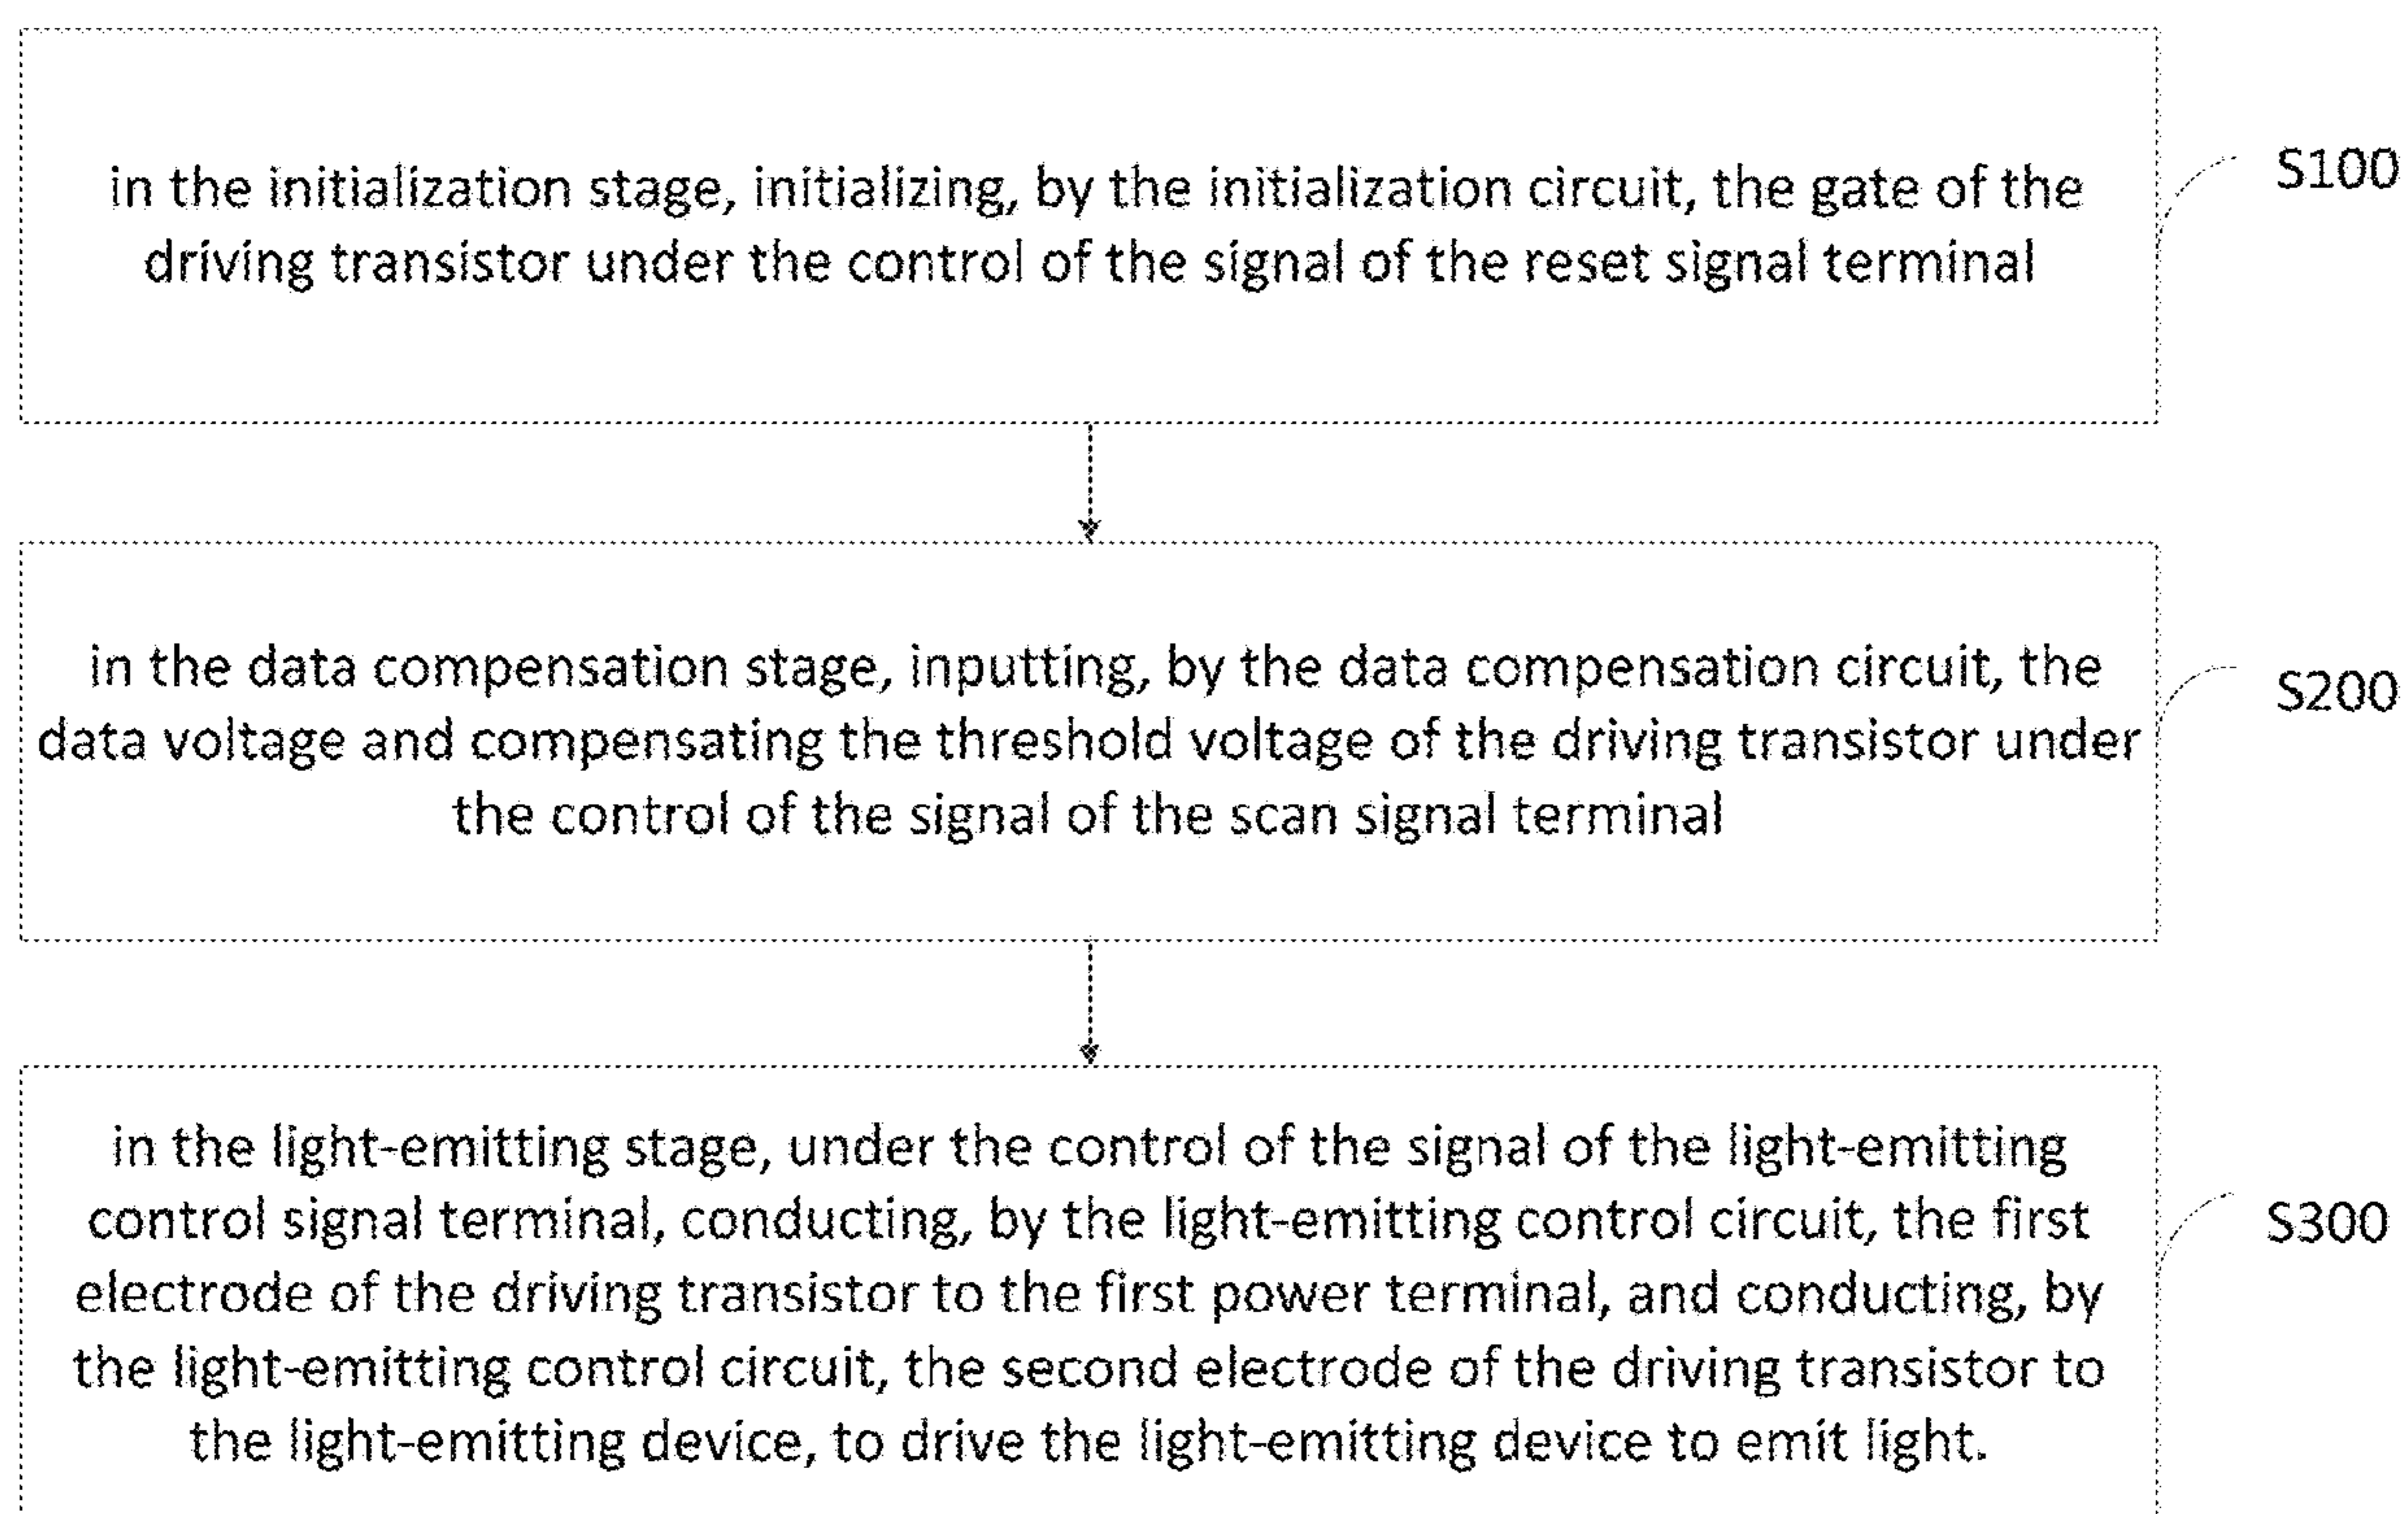 in the initialization stage, initializing, by the initialization circuit, the gate of the
driving transistor under the control of the signal of the reset signal terminal
S100
in the data compensation stage, inputting, by the data compensation circuit, the
data voltage and compensating the threshold voltage of the driving transistor under
the control of the signal of the scan signal terminal
S200
in the light-emitting stage, under the control of the signal of the light-emitting
control signal terminal, conducting, by the light-emitting control circuit, the first
electrode of the driving transistor to the first power terminal, and conducting, by
the light-emitting control circuit, the second electrode of the driving transistor to
the light-emitting device, to drive the light-emitting device to emit light.
S300